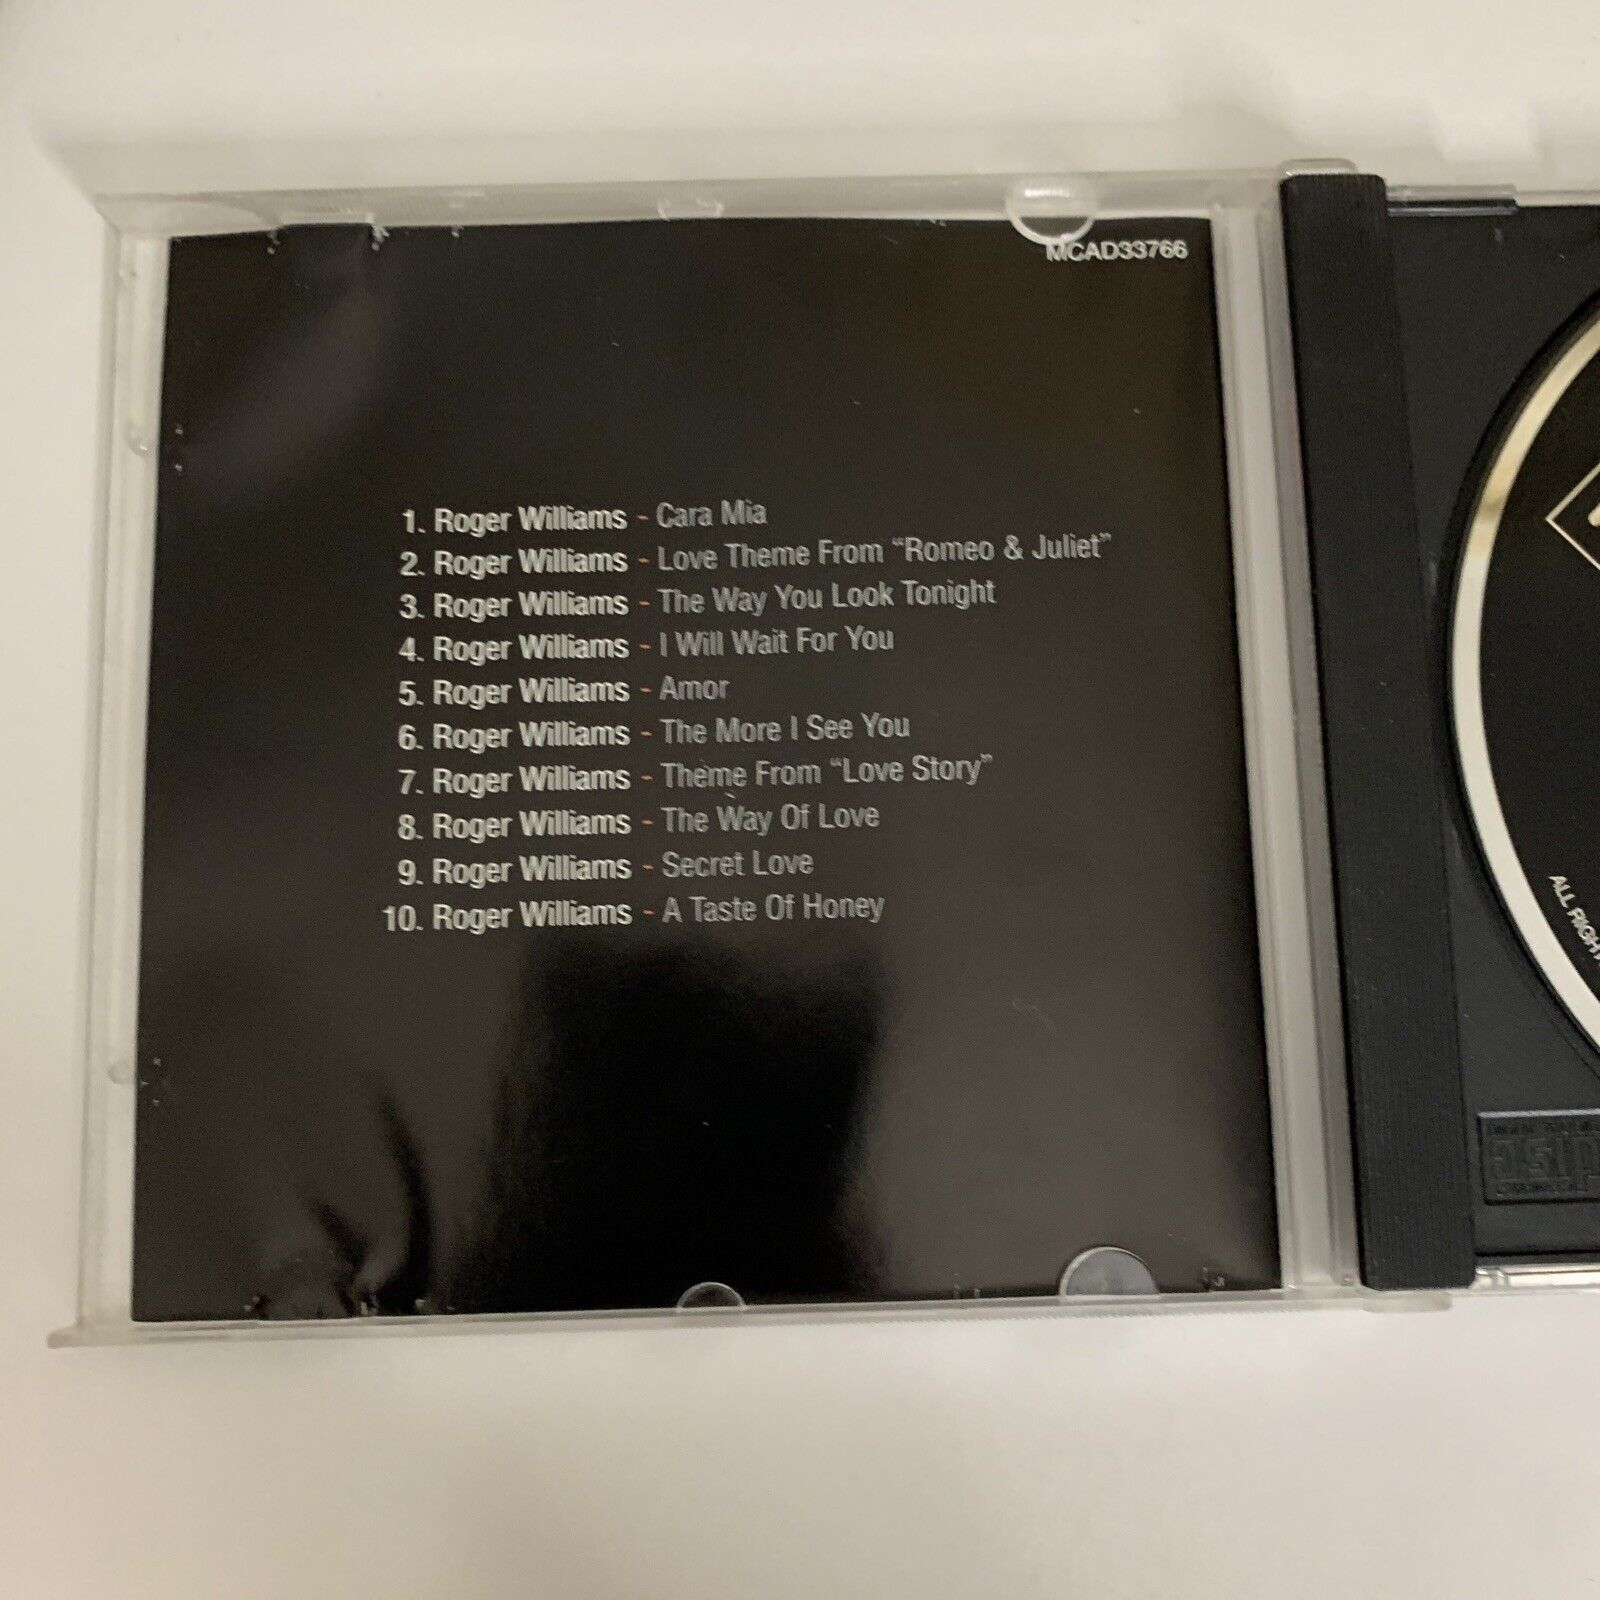 MCAD33766
1. Roger Williams - Cara Mia
2. Roger Williams - Love Theme From “Romeo & Juliet”
3. Roger Williams - The Way You Look Tonight
4. Roger Williams - I Will Wait For You
5. Roger Williams - Amor
6. Roger Williams - The More I See You
7. Roger Williams - Theme From “Love Story”
8. Roger Williams - The Way Of Love
9. Roger Williams - Secret Love
10. Roger Williams - A Taste Of Honey
ALL RIGH